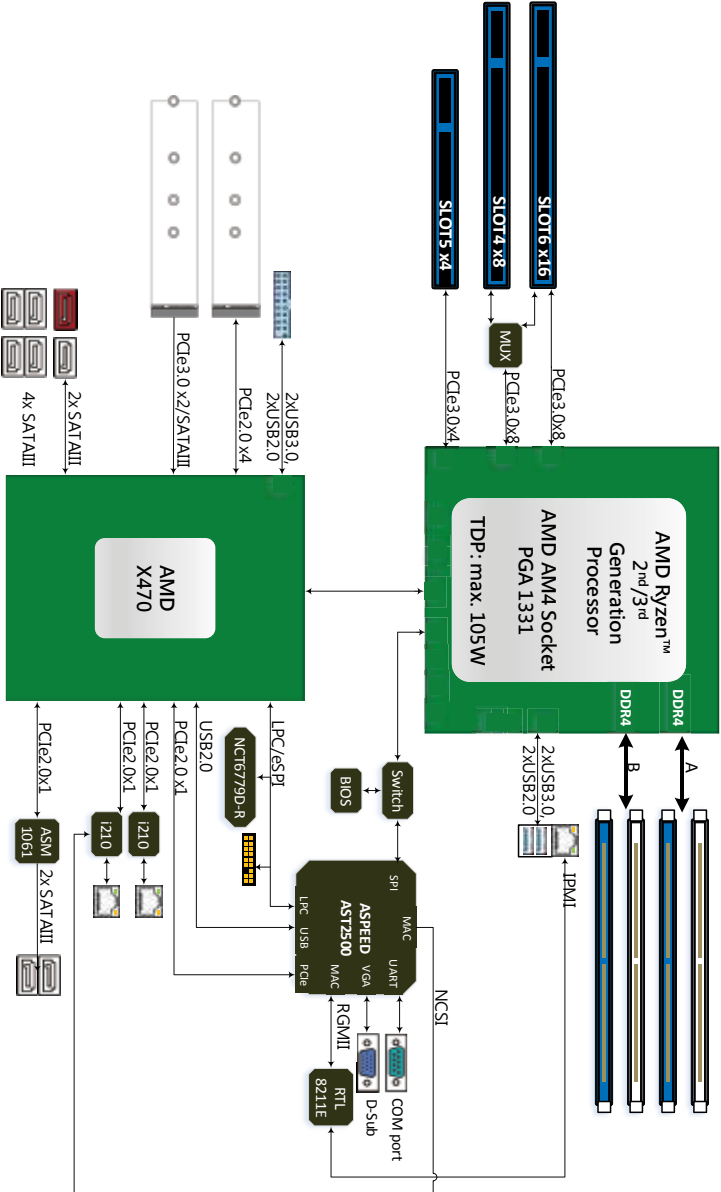 SLOT6 x16
SLOT4 x8
SLOT5 x4
MUX
PCIe3.0x8
PCIe3.0x8
PCIe3.0x4
AMD Ryzen™
2nd/3rd
Generation
Processor
AMD AM4 Socket
PGA 1331
TDP: max. 105W
DDR4
DDR4
A
B
2xUSB3.0,
2xUSB2.0
IPMI
2xUSB3.0,
2xUSB2.0
PCIe2.0 x4
PCIe3.0 x2/SATAIII
2x SATAIII
4x SATAIII
AMD
X470
Switch
BIOS
LPC/eSPI
NCT6779D-R
USB2.0
PCIe2.0 x1
PCIe2.0x1
PCIe2.0x1
PCIe2.0x1
i210
i210
ASM
1061
2x SATAIII
SPI
MAC
ASPEED
AST2500
LPC
USB
PCIe
UART
VGA
MAC
NCSI
RGMII
COM port
D-Sub
RTL
8211E